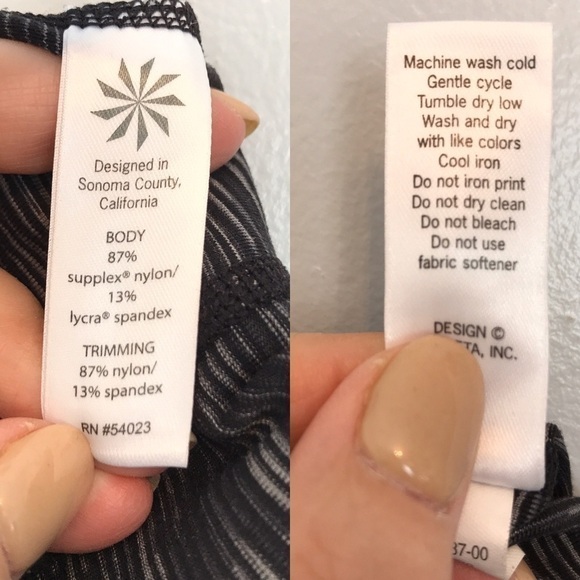 Designed in
Sonoma County,
California
BODY
87%
supplex® nylon/
13%
lycra® spandex
TRIMMING
87% nylon/
13% spandex
RN #54023
Machine wash cold
Gentle cycle
Tumble dry low
Wash and dry
with like colors
Cool iron
Do not iron print
Do not dry clean
Do not bleach
Do not use
fabric softener
DESIGN ©
INC.